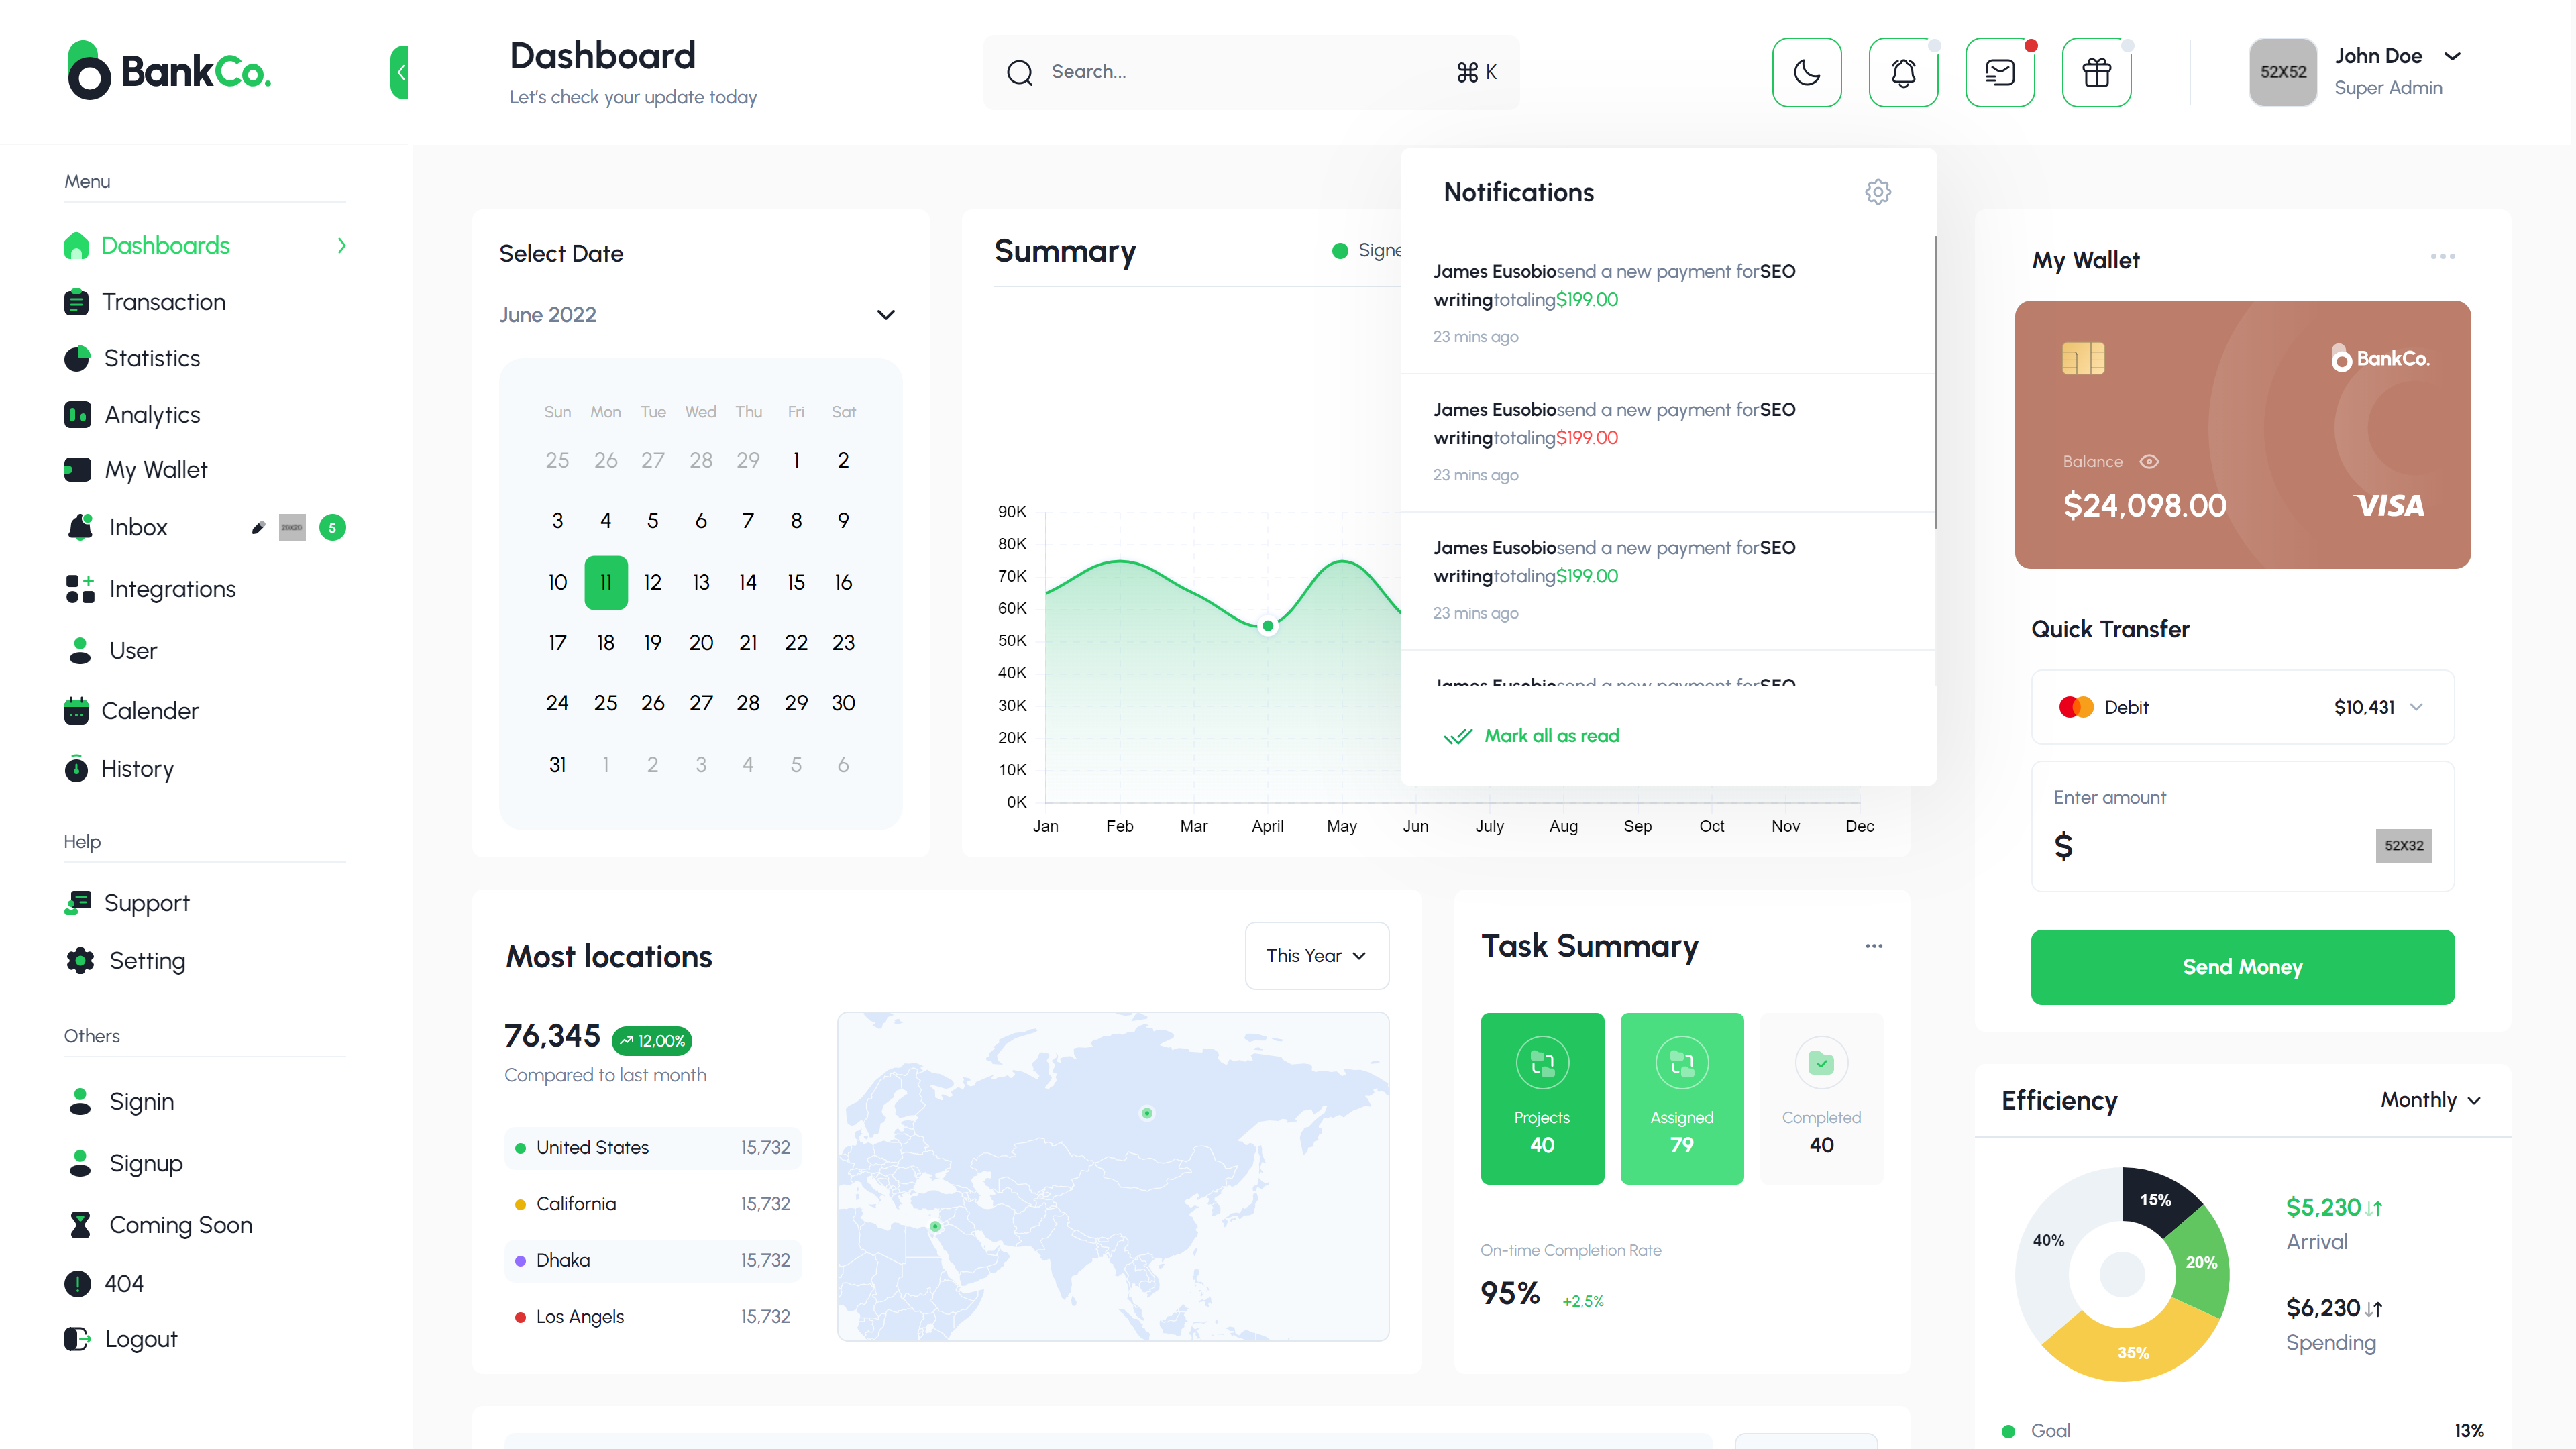 BankCo.
Dashboard
Let's check your update today
Search...
⌘ K
52X52
John Doe
Super Admin
Menu
Dashboards
Transaction
Statistics
Analytics
My Wallet
Inbox
20X20
5
Integrations
User
Calender
History
Help
Support
Setting
Others
Signin
Signup
Coming Soon
404
Logout
Select Date
June 2022
Sun Mon Tue Wed Thu Fri Sat
25 26 27 28 29 1 2
3 4 5 6 7 8 9
10 11 12 13 14 15 16
17 18 19 20 21 22 23
24 25 26 27 28 29 30
31 1 2 3 4 5 6
Summary
Signe
90K
80K
70K
60K
50K
40K
30K
20K
10K
0K
Jan Feb Mar April May Jun July Aug Sep Oct Nov Dec
Notifications
James Eusobiosend a new payment forSEO
writingtotaling$199.00
23 mins ago
James Eusobiosend a new payment forSEO
writingtotaling$199.00
23 mins ago
James Eusobiosend a new payment forSEO
writingtotaling$199.00
23 mins ago
James Eusobiosend a new payment forSEO
Mark all as read
My Wallet
BankCo.
Balance
$24,098.00
VISA
Quick Transfer
Debit
$10,431
Enter amount
$
52X32
Send Money
Most locations
This Year
76,345
12,00%
Compared to last month
United States 15,732
California 15,732
Dhaka 15,732
Los Angels 15,732
Task Summary
Projects
40
Assigned
79
Completed
40
On-time Completion Rate
95%
+2,5%
Efficiency
Monthly
15%
20%
35%
40%
$5,230
Arrival
$6,230
Spending
Goal
13%